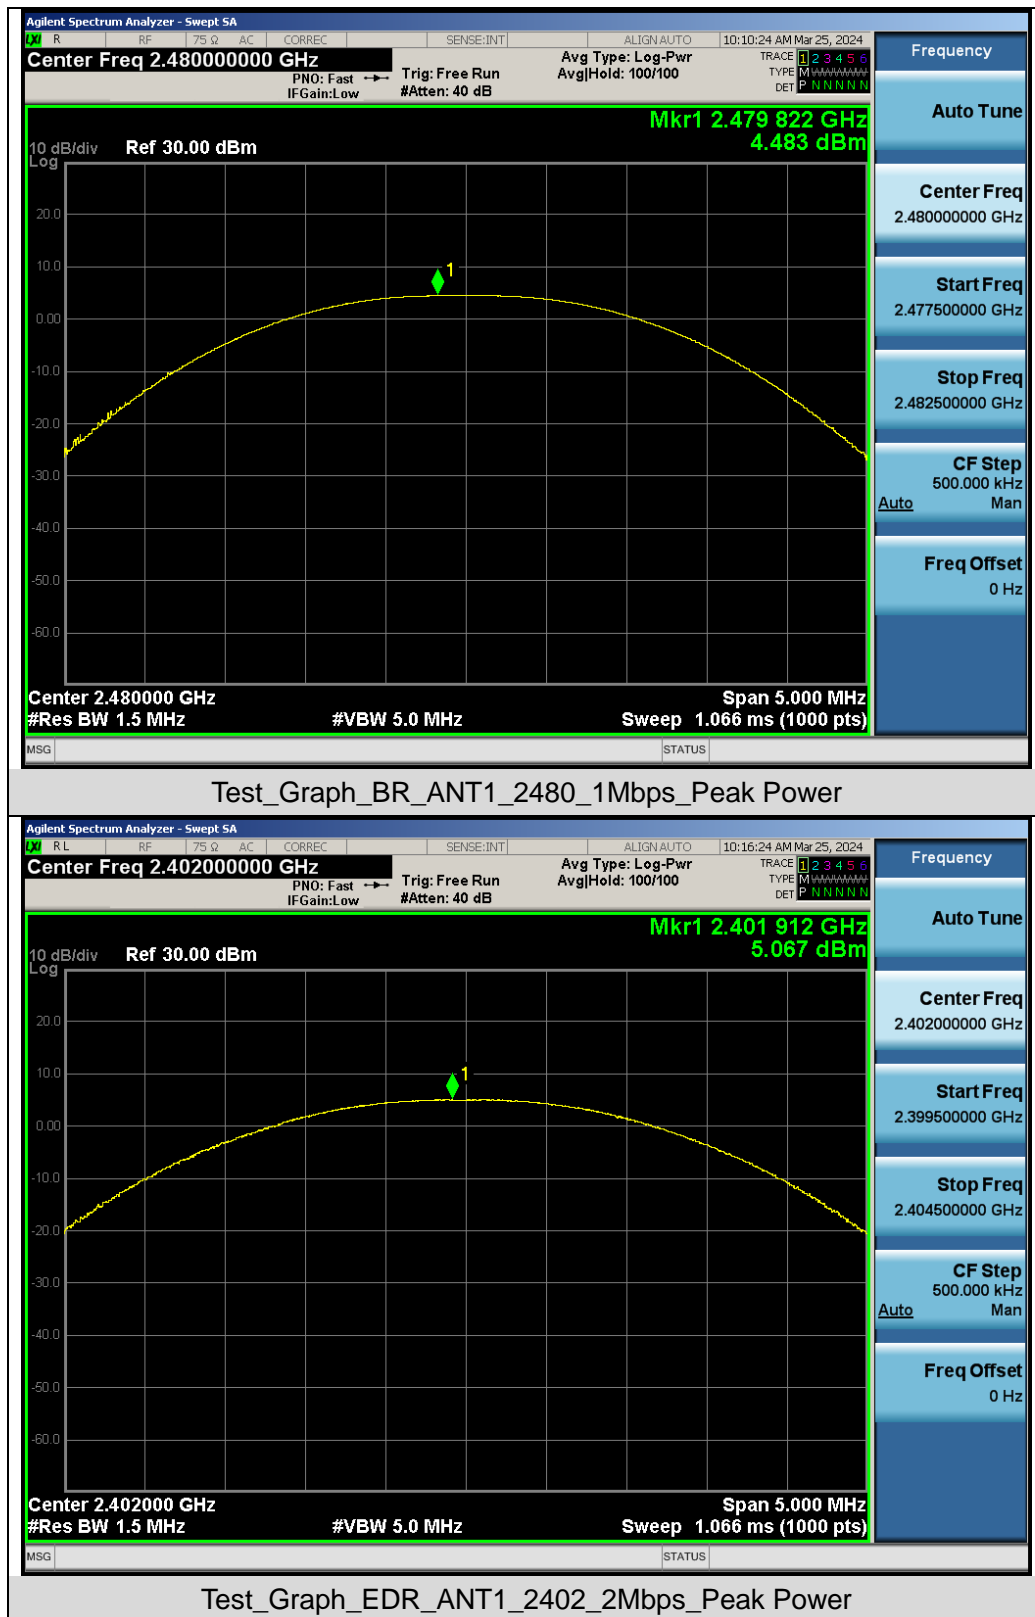 Agilent Spectrum Analyzer - Swept SA
LXI R RF 75 Ω AC CORREC SENSE:INT ALIGN AUTO 10:10:24 AM Mar 25, 2024
Center Freq 2.480000000 GHz
PNO: Fast Trig: Free Run Avg Type: Log-Pwr TRACE 1 2 3 4 5 6
IFGain:Low #Atten: 40 dB Avg|Hold: 100/100 TYPE M WWWWW
DET P N N N N N
Mkr1 2.479 822 GHz
4.483 dBm
10 dB/div Ref 30.00 dBm
Log
20.0
10.0
1
0.00
-10.0
-20.0
-30.0
-40.0
-50.0
-60.0
Center 2.480000 GHz Span 5.000 MHz
#Res BW 1.5 MHz #VBW 5.0 MHz Sweep 1.066 ms (1000 pts)
MSG STATUS
Frequency
Auto Tune
Center Freq
2.480000000 GHz
Start Freq
2.477500000 GHz
Stop Freq
2.482500000 GHz
CF Step
500.000 kHz
Auto Man
Freq Offset
0 Hz
Test_Graph_BR_ANT1_2480_1Mbps_Peak Power
Agilent Spectrum Analyzer - Swept SA
LXI R L RF 75 Ω AC CORREC SENSE:INT ALIGN AUTO 10:16:24 AM Mar 25, 2024
Center Freq 2.402000000 GHz
PNO: Fast Trig: Free Run Avg Type: Log-Pwr TRACE 1 2 3 4 5 6
IFGain:Low #Atten: 40 dB Avg|Hold: 100/100 TYPE M WWWWW
DET P N N N N N
Mkr1 2.401 912 GHz
5.067 dBm
10 dB/div Ref 30.00 dBm
Log
20.0
10.0
1
0.00
-10.0
-20.0
-30.0
-40.0
-50.0
-60.0
Center 2.402000 GHz Span 5.000 MHz
#Res BW 1.5 MHz #VBW 5.0 MHz Sweep 1.066 ms (1000 pts)
MSG STATUS
Frequency
Auto Tune
Center Freq
2.402000000 GHz
Start Freq
2.399500000 GHz
Stop Freq
2.404500000 GHz
CF Step
500.000 kHz
Auto Man
Freq Offset
0 Hz
Test_Graph_EDR_ANT1_2402_2Mbps_Peak Power